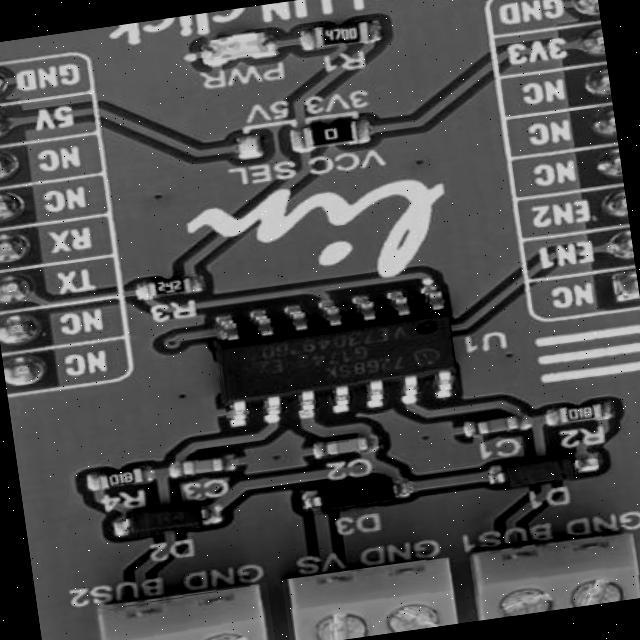 GND BUS1
GND VS
GND BUS2
D1
D3
D2
R2
C1
C2
C3
R4
U1
R3
NC
EN1
EN2
NC
NC
NC
3V3
GND
NC
NC
TX
RX
NC
NC
5V
GND
lin
VCC SEL
0
3V3 5V
R1
PWR
LIN click